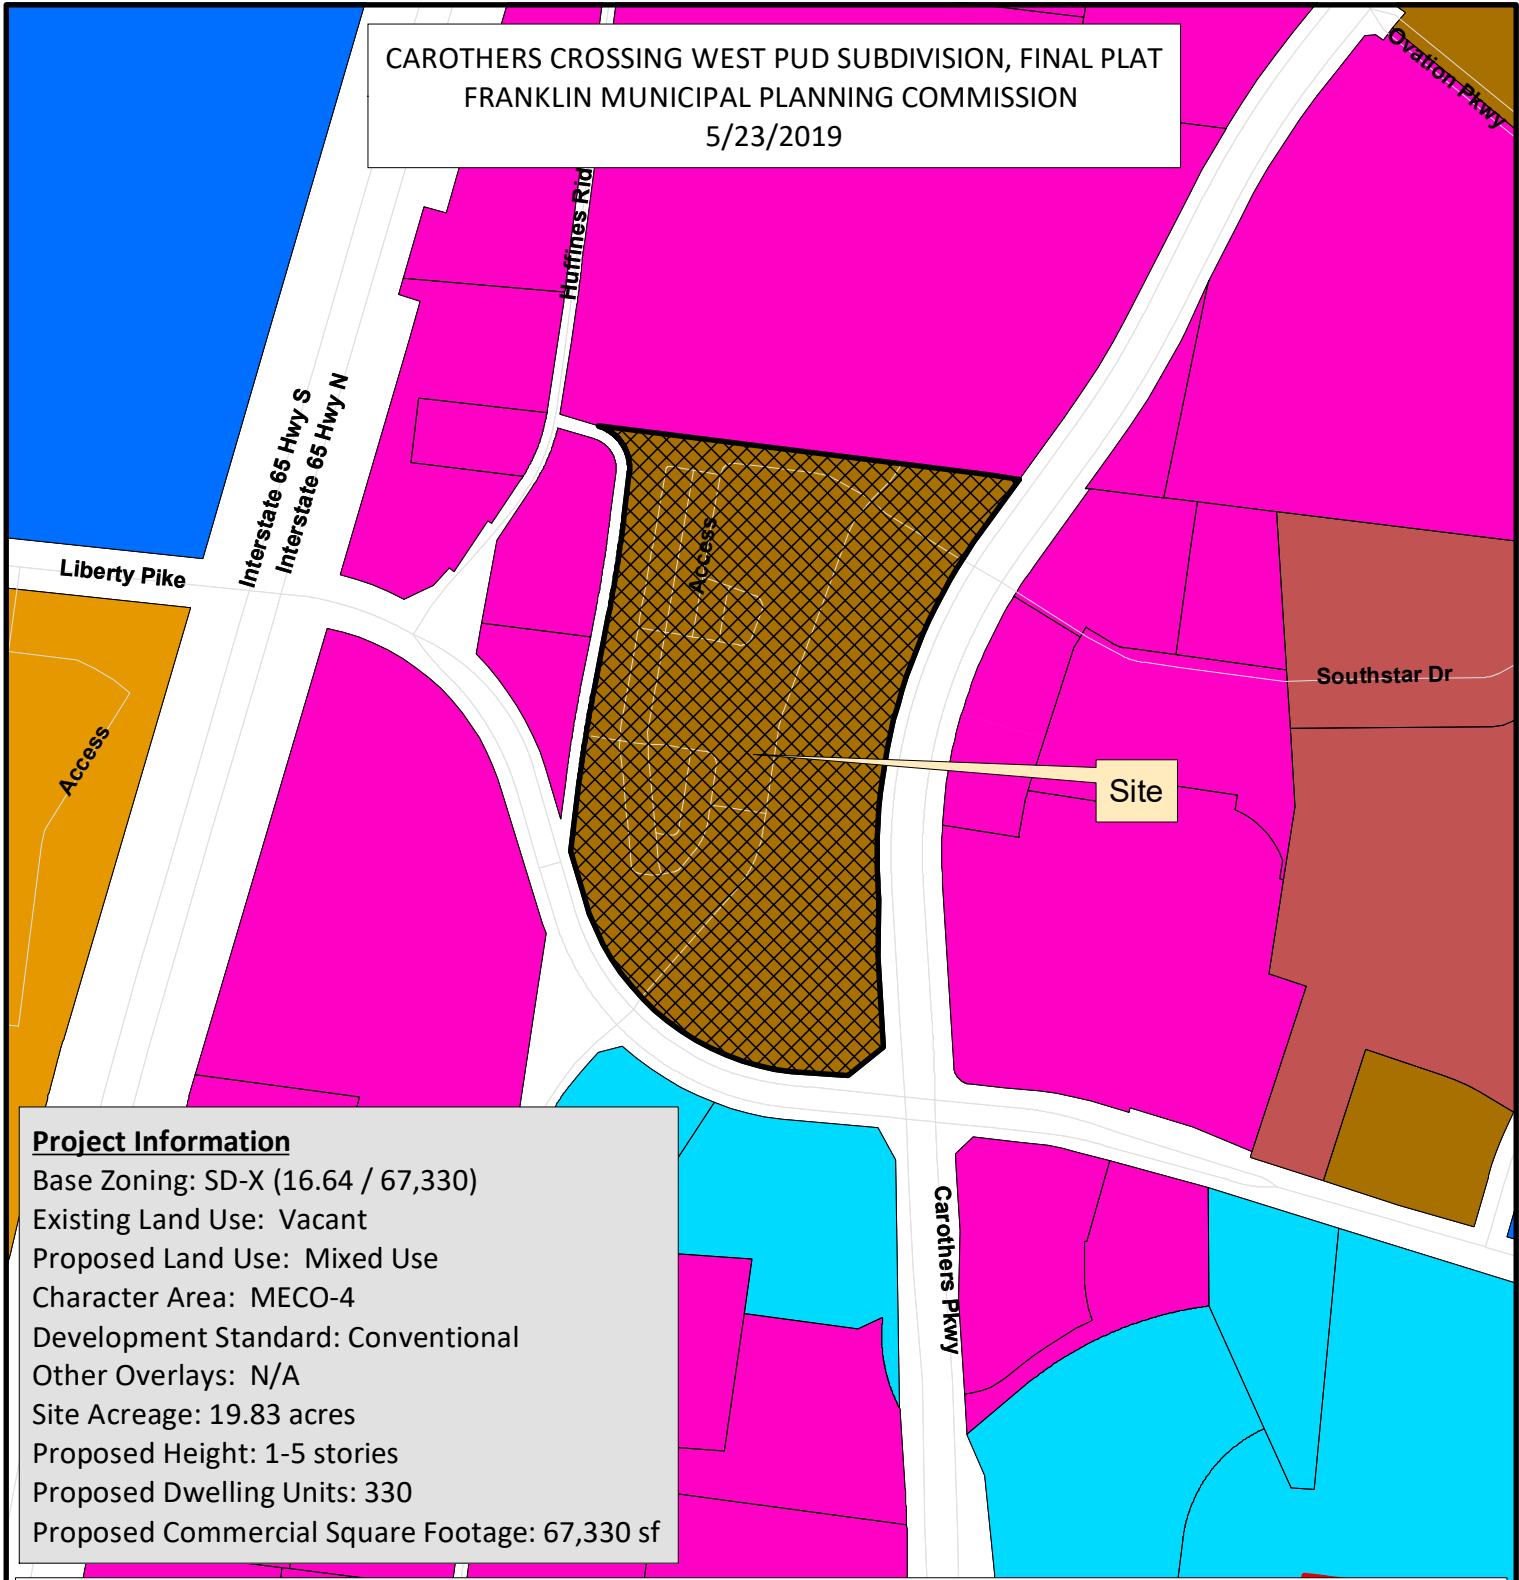 CAROTHERS CROSSING WEST PUD SUBDIVISION, FINAL PLAT
FRANKLIN MUNICIPAL PLANNING COMMISSION
5/23/2019
Ovation Pkwy
Huffines Rid
Interstate 65 Hwy S
Interstate 65 Hwy N
Liberty Pike
Access
Southstar Dr
Access
Site
Carothers Pkwy
Project Information
Base Zoning: SD-X (16.64 / 67,330)
Existing Land Use: Vacant
Proposed Land Use: Mixed Use
Character Area: MECO-4
Development Standard: Conventional
Other Overlays: N/A
Site Acreage: 19.83 acres
Proposed Height: 1-5 stories
Proposed Dwelling Units: 330
Proposed Commercial Square Footage: 67,330 sf